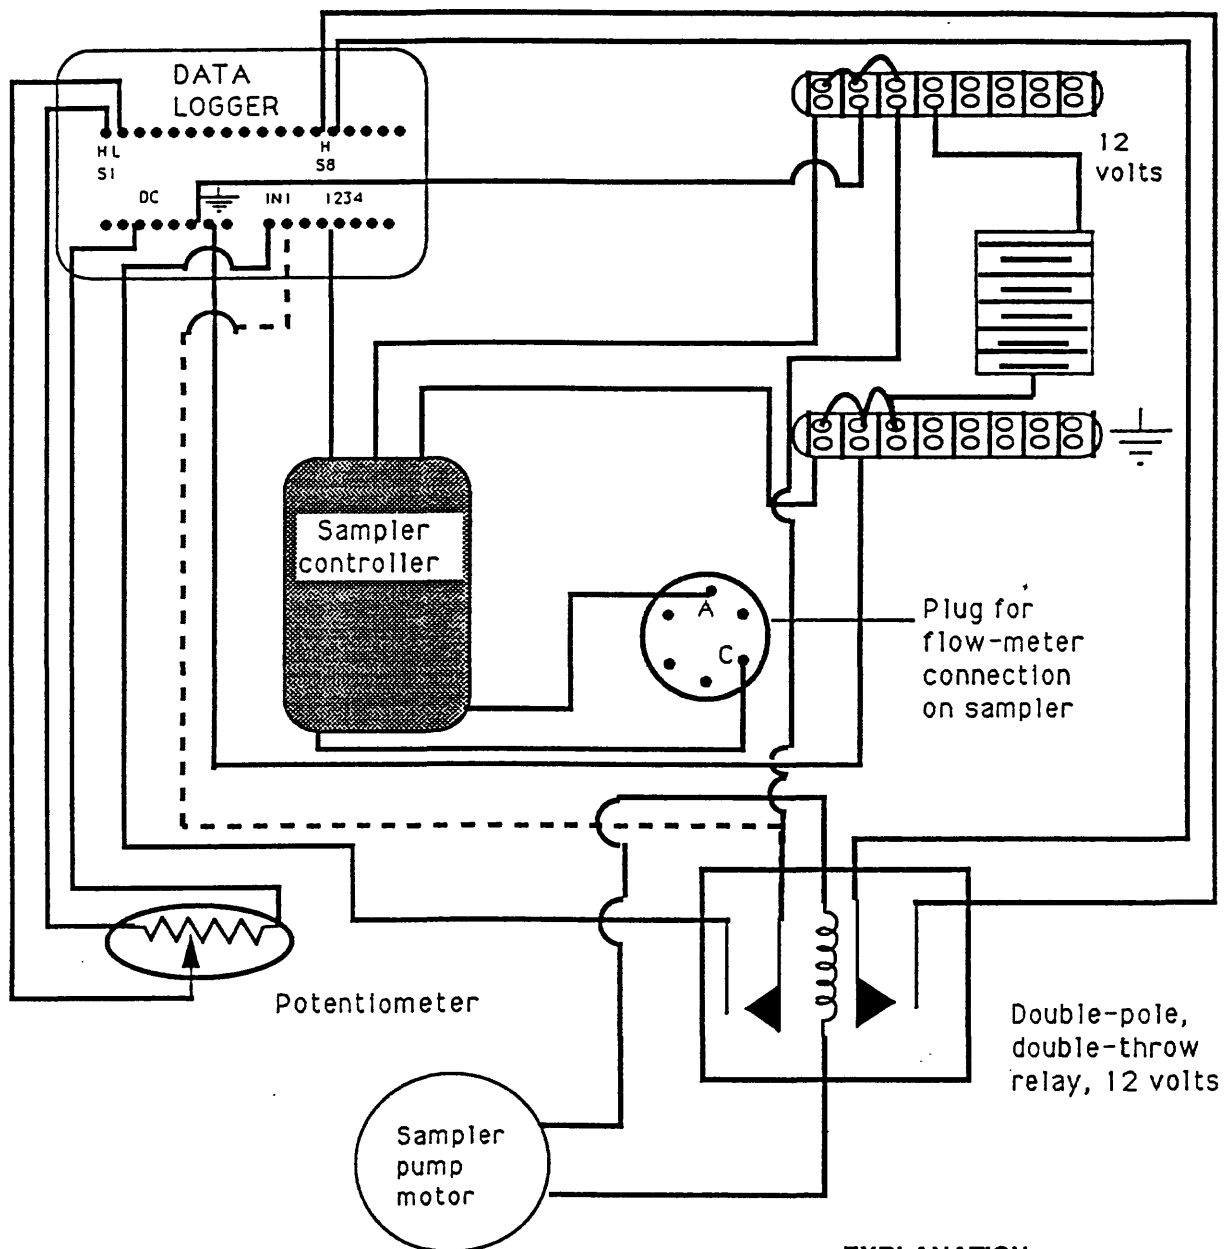 DATA
LOGGER
H L
S1
H
S8
DC
IN1
1234
12
volts
Sampler
controller
A
C
Plug for
flow-meter
connection
on sampler
Potentiometer
Double-pole,
double-throw
relay, 12 volts
Sampler
pump
motor
EXPLANATION